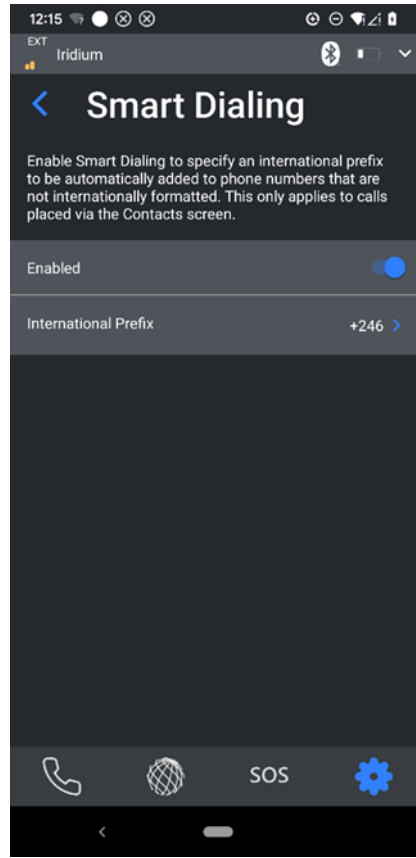 12:15
EXT
Iridium
Smart Dialing
Enable Smart Dialing to specify an international prefix
to be automatically added to phone numbers that are
not internationally formatted. This only applies to calls
placed via the Contacts screen.
Enabled
International Prefix +246
SOS